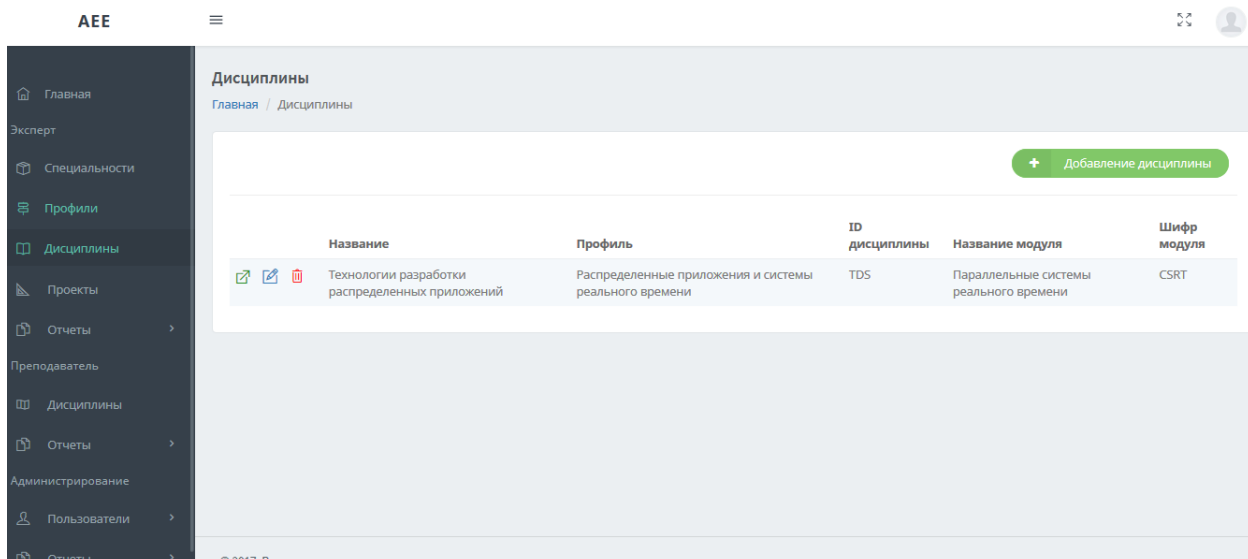 AEE
Главная
Эксперт
Специальности
Профили
Дисциплины
Проекты
Отчеты
Преподаватель
Дисциплины
Отчеты
Администрирование
Пользователи
Отчеты
Дисциплины
Главная / Дисциплины
+ Добавление дисциплины
Название Профиль ID дисциплины Название модуля Шифр модуля
Технологии разработки Распределенные приложения и системы TDS Параллельные системы CSRT
распределенных приложений реального времени реального времени
© 2017